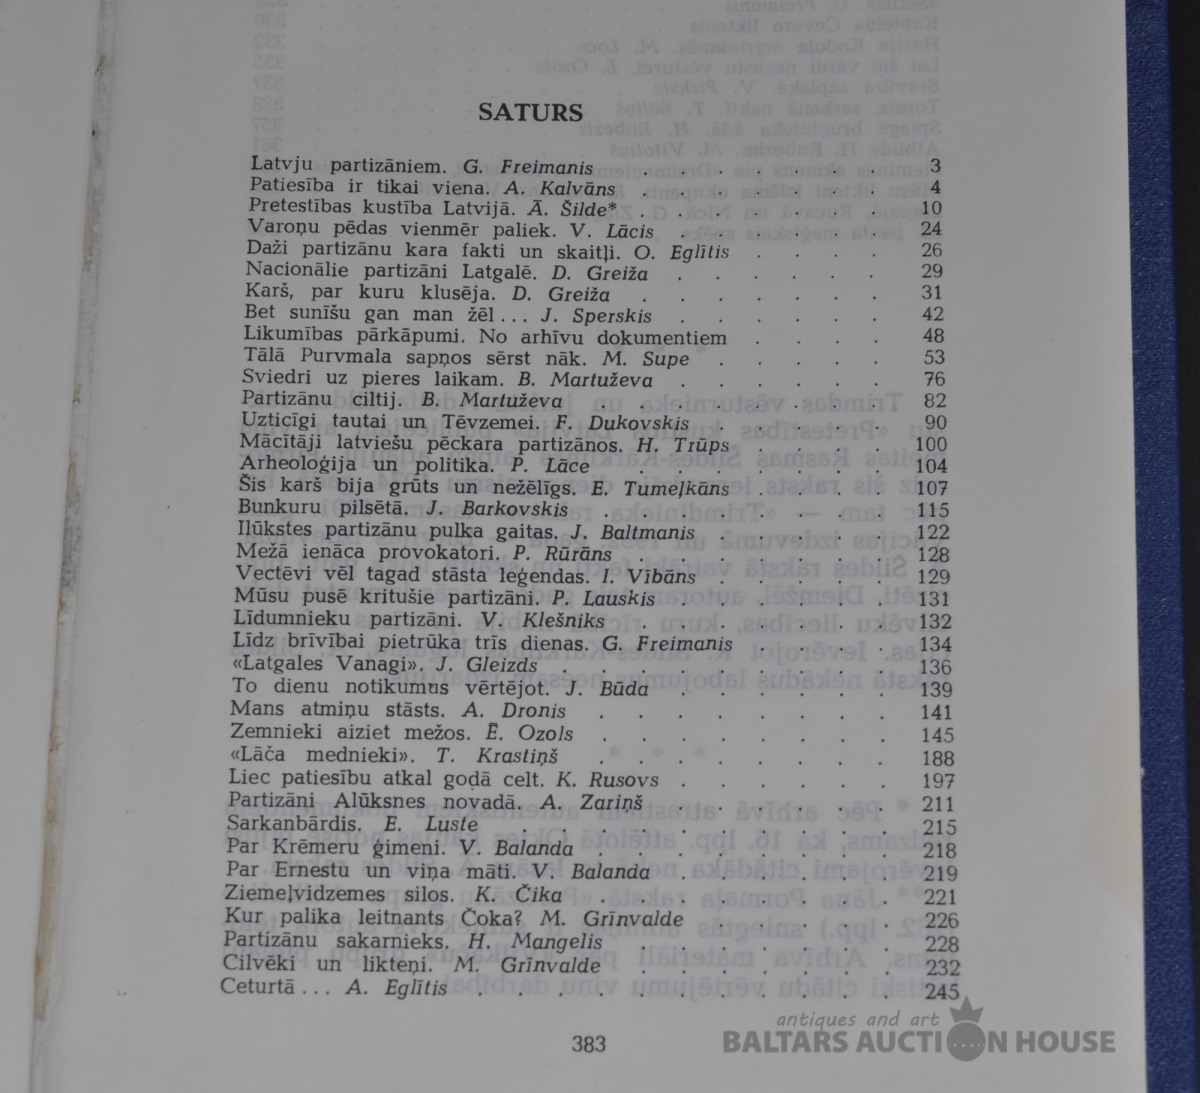 SATURS
Latvju partizāniem. G. Freimanis . . . . . . . 3
Patiesība ir tikai viena. A. Kalvāns . . . . . . . 4
Pretestības kustība Latvijā. Ā. Šilde* . . . . . . . 10
Varoņu pēdas vienmēr paliek. V. Lācis . . . . . . 24
Daži partizānu kara fakti un skaitļi. O. Eglītis . . . . 26
Nacionālie partizāni Latgalē. D. Greiža . . . . . . 29
Karš, par kuru klusēja. D. Greiža . . . . . . . 31
Bet sunīšu gan man žēl... J. Sperskis . . . . . . 42
Likumības pārkāpumi. No arhīvu dokumentiem . . . . 48
Tālā Purvmala sapņos sērst nāk. M. Supe . . . . . 53
Sviedri uz pieres laikam. B. Martuževa . . . . . . 76
Partizānu ciltij. B. Martuževa . . . . . . . . 82
Uzticīgi tautai un Tēvzemei. F. Dukovskis . . . . . 90
Mācītāji latviešu pēckara partizānos. H. Trūps . . . . 100
Arheoloģija un politika. P. Lāce . . . . . . . 104
Šis karš bija grūts un nežēlīgs. E. Tumeļkāns . . . . 107
Bunkuru pilsētā. J. Barkovskis . . . . . . . . 115
Ilūkstes partizānu pulka gaitas. J. Baltmanis . . . . . 122
Mežā ienāca provokatori. P. Rūrāns . . . . . . . 128
Vectēvi vēl tagad stāsta leģendas. I. Vībāns . . . . . 129
Mūsu pusē kritušie partizāni. P. Lauskis . . . . . . 131
Līdumnieku partizāni. V. Klešniks . . . . . . . 132
Līdz brīvībai pietrūka trīs dienas. G. Freimanis . . . . 134
«Latgales Vanagi». J. Gleizds . . . . . . . . . 136
To dienu notikumus vērtējot. J. Būda . . . . . . 139
Mans atmiņu stāsts. A. Dronis . . . . . . . . 141
Zemnieki aiziet mežos. Ē. Ozols . . . . . . . . 145
«Lāča mednieki». T. Krastiņš . . . . . . . . 188
Liec patiesību atkal godā celt. K. Rusovs . . . . . . 197
Partizāni Alūksnes novadā. A. Zariņš . . . . . . 211
Sarkanbārdis. E. Luste . . . . . . . . . . 215
Par Krēmeru ģimeni. V. Balanda . . . . . . . . 218
Par Ernestu un viņa māti. V. Balanda . . . . . . 219
Ziemeļvidzemes silos. K. Čika . . . . . . . . 221
Kur palika leitnants Čoka? M. Grīnvalde . . . . . 226
Partizānu sakarnieks. H. Mangelis . . . . . . . 228
Cilvēki un likteņi. M. Grīnvalde . . . . . . . 232
Ceturtā... A. Eglītis . . . . . . . . . . . 245
383
antiques and art
BALTARS AUCTION HOUSE